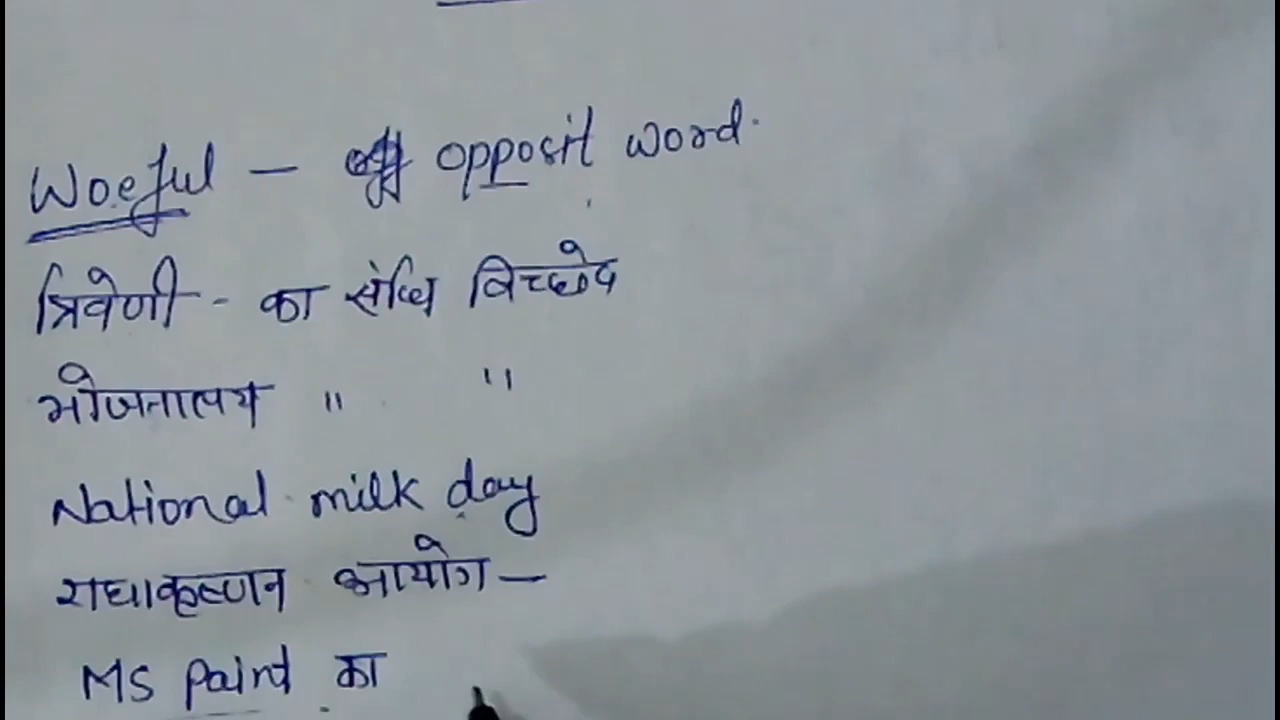 Woeful - opposit word.
त्रिवेणी - का संधि विच्छेद
भोजनालय " "
National milk day
राधाकृष्णन आयोग -
MS Paint का